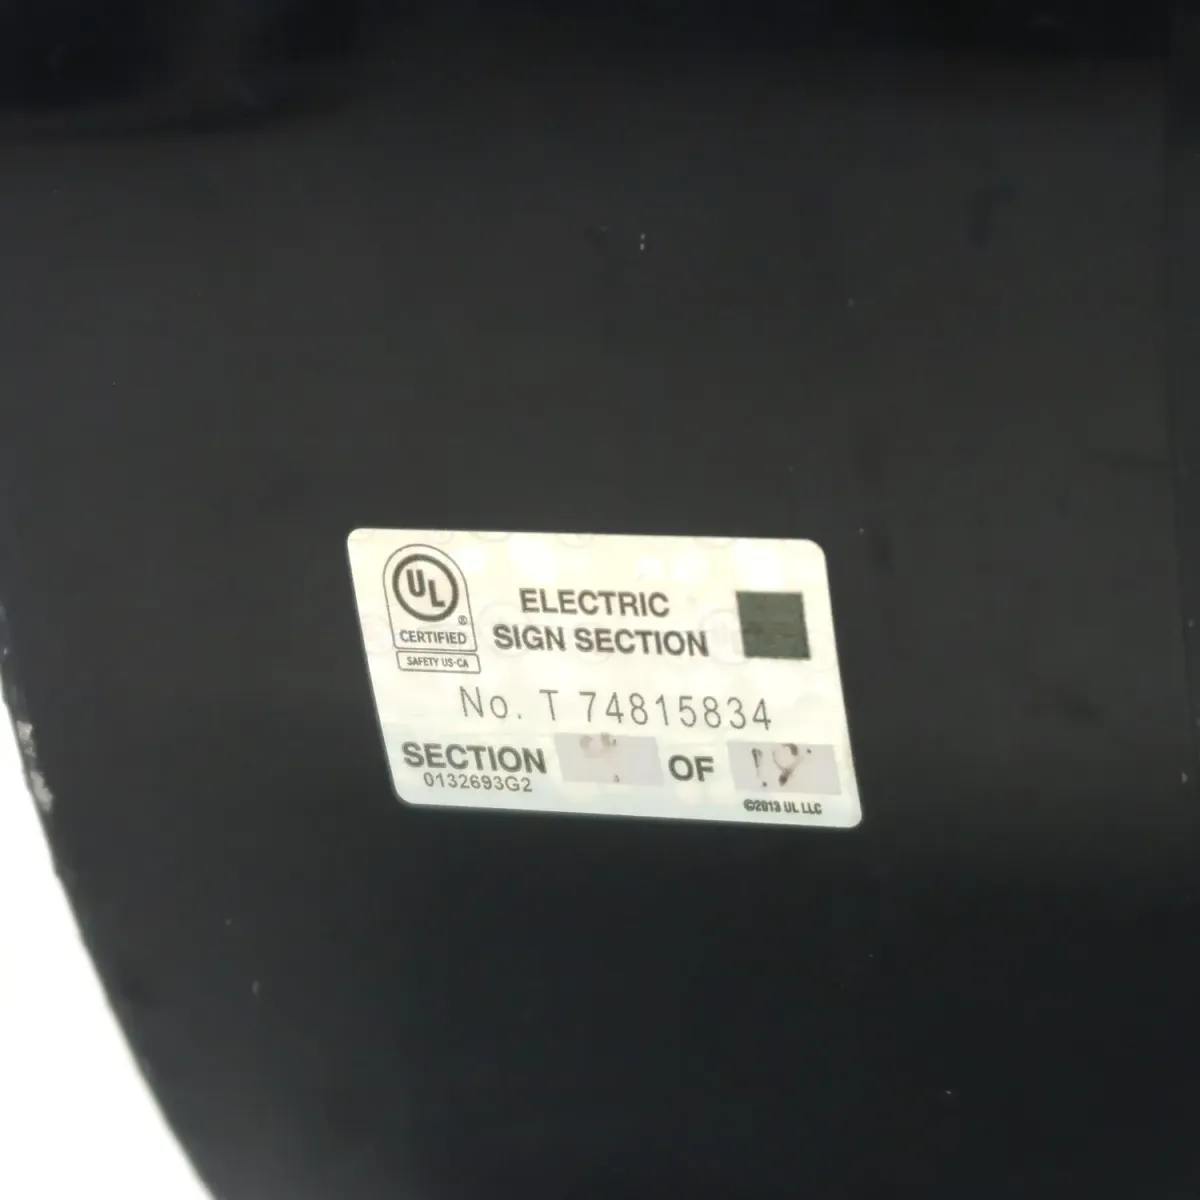 UL
®
CERTIFIED
SAFETY US-CA
ELECTRIC
SIGN SECTION
No. T 74815834
SECTION OF
0132693G2
©2013 UL LLC